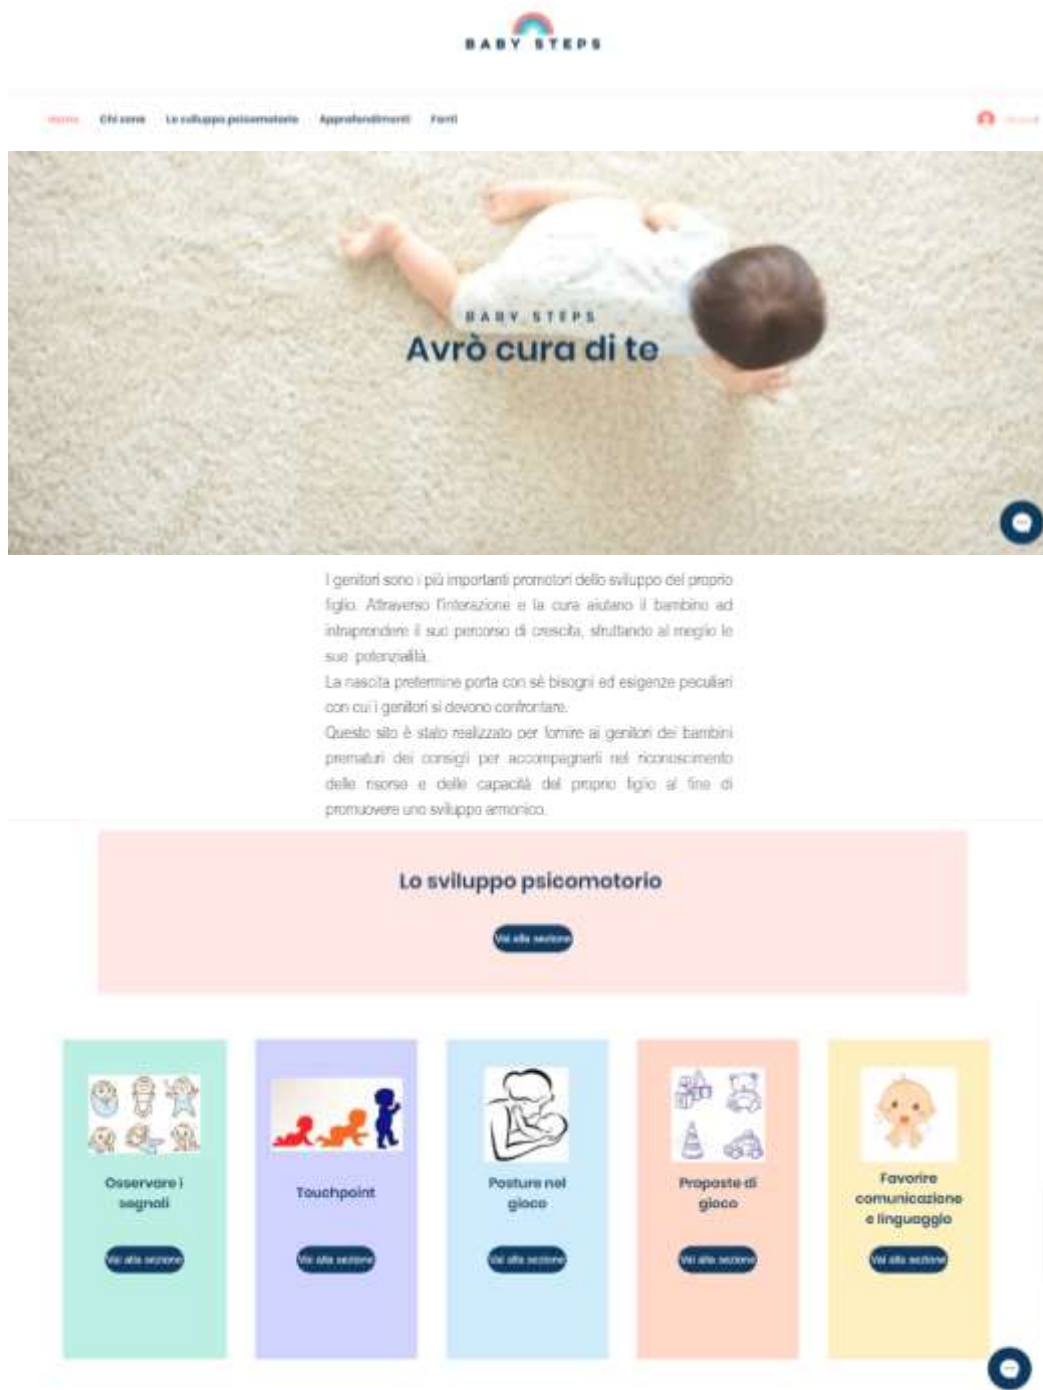 BABY STEPS
Home Chi sono Lo sviluppo psicomotorio Approfondimenti Fonti
BABY STEPS
Avrò cura di te
I genitori sono i più importanti promotori dello sviluppo del proprio
figlio. Attraverso l'interazione e la cura aiutano il bambino ad
intraprendere il suo percorso di crescita, sfruttando al meglio le
sue potenzialità.
La nascita pretermine porta con sè bisogni ed esigenze peculiari
con cui i genitori si devono confrontare.
Questo sito è stato realizzato per fornire ai genitori dei bambini
prematuri dei consigli per accompagnarli nel riconoscimento
delle risorse e delle capacità del proprio figlio al fine di
promuovere uno sviluppo armonico.
Lo sviluppo psicomotorio
Vai alla sezione
Osservare i
segnali
Vai alla sezione
Touchpoint
Vai alla sezione
Posture nel
gioco
Vai alla sezione
Proposte di
gioco
Vai alla sezione
Favorire
comunicazione
e linguaggio
Vai alla sezione